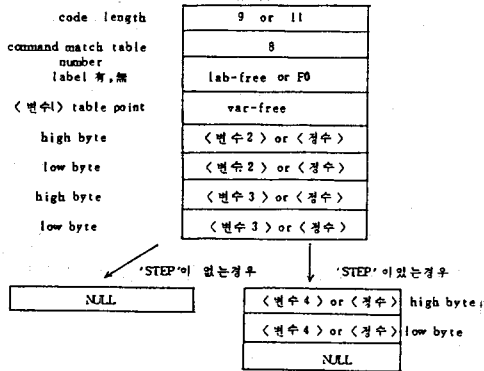 code length 9 or 11
command match table number 8
label 有,無 lab-free or F0
〈변수1〉 table point var-free
high byte 〈변수2〉 or 〈정수〉
low byte 〈변수2〉 or 〈정수〉
high byte 〈변수3〉 or 〈정수〉
low byte 〈변수3〉 or 〈정수〉
'STEP'이 없는경우 'STEP'이있는경우
NULL 〈변수4〉 or 〈정수〉 high byte
〈변수4〉 or 〈정수〉 low byte
NULL